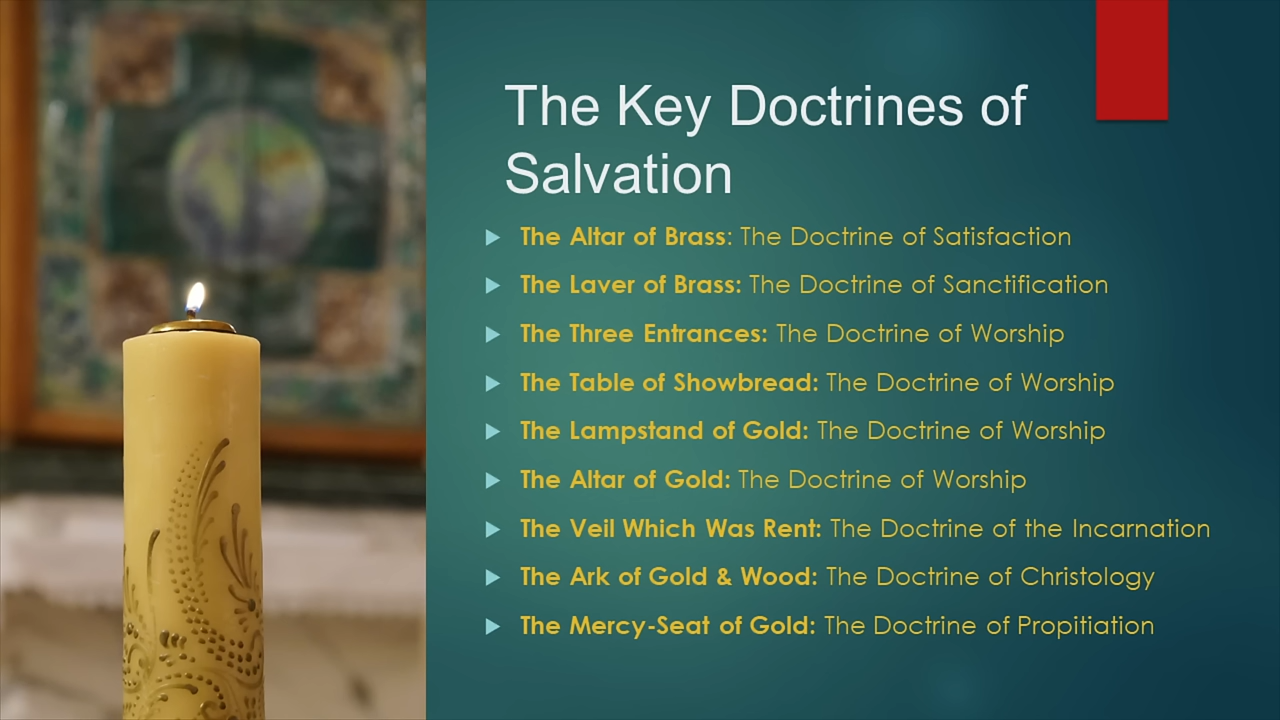 The Key Doctrines of
Salvation
The Altar of Brass: The Doctrine of Satisfaction
The Laver of Brass: The Doctrine of Sanctification
The Three Entrances: The Doctrine of Worship
The Table of Showbread: The Doctrine of Worship
The Lampstand of Gold: The Doctrine of Worship
The Altar of Gold: The Doctrine of Worship
The Veil Which Was Rent: The Doctrine of the Incarnation
The Ark of Gold & Wood: The Doctrine of Christology
The Mercy-Seat of Gold: The Doctrine of Propitiation